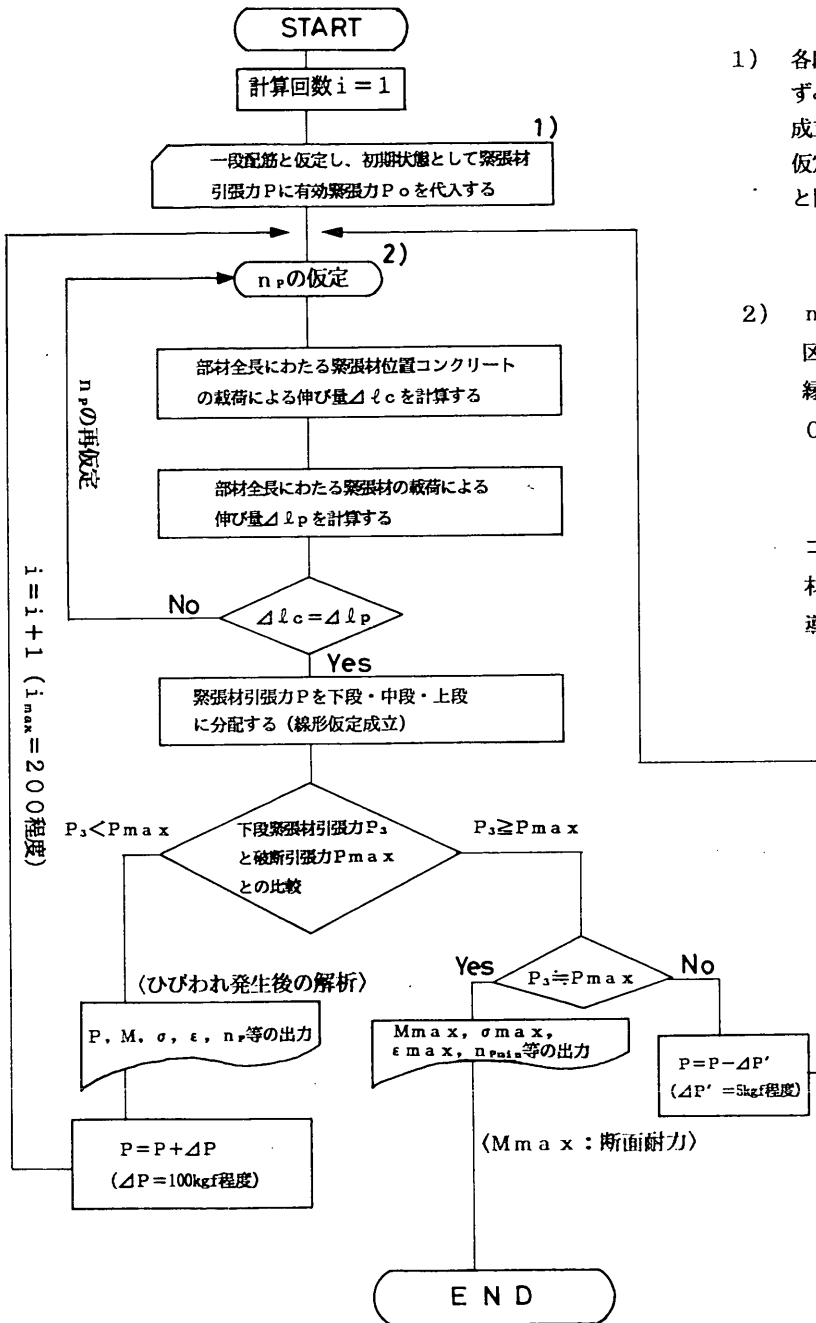 START
計算回数 i = 1
1)
一段配筋と仮定し、初期状態として緊張材
引張力Pに有効緊張力Poを代入する
2)
nPの仮定
部材全長にわたる緊張材位置コンクリート
の載荷による伸び量⊿ℓcを計算する
nPの再仮定
部材全長にわたる緊張材の載荷による
伸び量⊿ℓpを計算する
No
⊿ℓc=⊿ℓp
Yes
i=i+1(imax=200程度)
緊張材引張力Pを下段・中段・上段
に分配する(線形仮定成立)
P3<Pmax
下段緊張材引張力P3
と破断引張力Pmax
との比較
P3≧Pmax
〈ひびわれ発生後の解析〉
Yes
P3≒Pmax
No
P, M, σ, ε, nP等の出力
Mmax, σmax,
εmax, nPmin等の出力
P=P-⊿P'
(⊿P'=5kgf程度)
P=P+⊿P
(⊿P=100kgf程度)
〈Mmax:断面耐力〉
END
1) 各
ず
成
仮定
と
2) n
区
縁